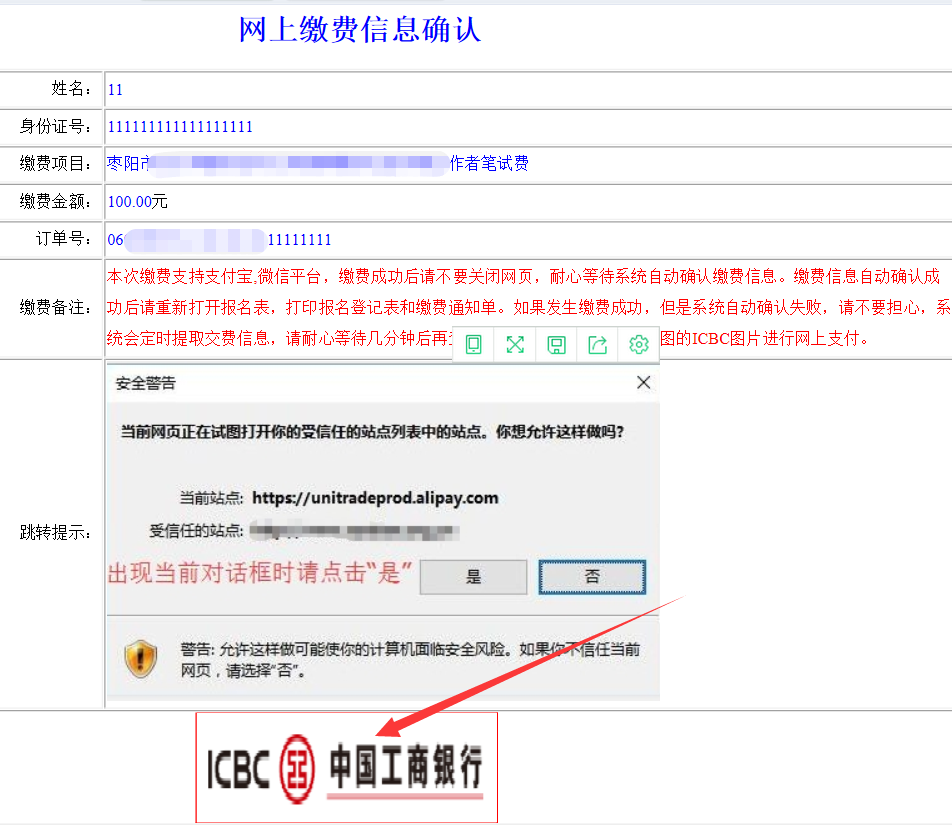 网上缴费信息确认
姓名： 11
身份证号： 111111111111111111
缴费项目： 枣阳市 作者笔试费
缴费金额： 100.00元
订单号： 06 11111111
本次缴费支持支付宝,微信平台，缴费成功后请不要关闭网页，耐心等待系统自动确认缴费信息。缴费信息自动确认成
缴费备注： 功后请重新打开报名表，打印报名登记表和缴费通知单。如果发生缴费成功，但是系统自动确认失败，请不要担心，系
统会定时提取交费信息，请耐心等待几分钟后再 图的ICBC图片进行网上支付。
安全警告
当前网页正在试图打开你的受信任的站点列表中的站点。你想允许这样做吗?
当前站点: https://unitradeprod.alipay.com
受信任的站点:
跳转提示：
出现当前对话框时请点击“是” 是 否
警告: 允许这样做可能使你的计算机面临安全风险。如果你不信任当前
网页，请选择“否”。
ICBC 中国工商银行